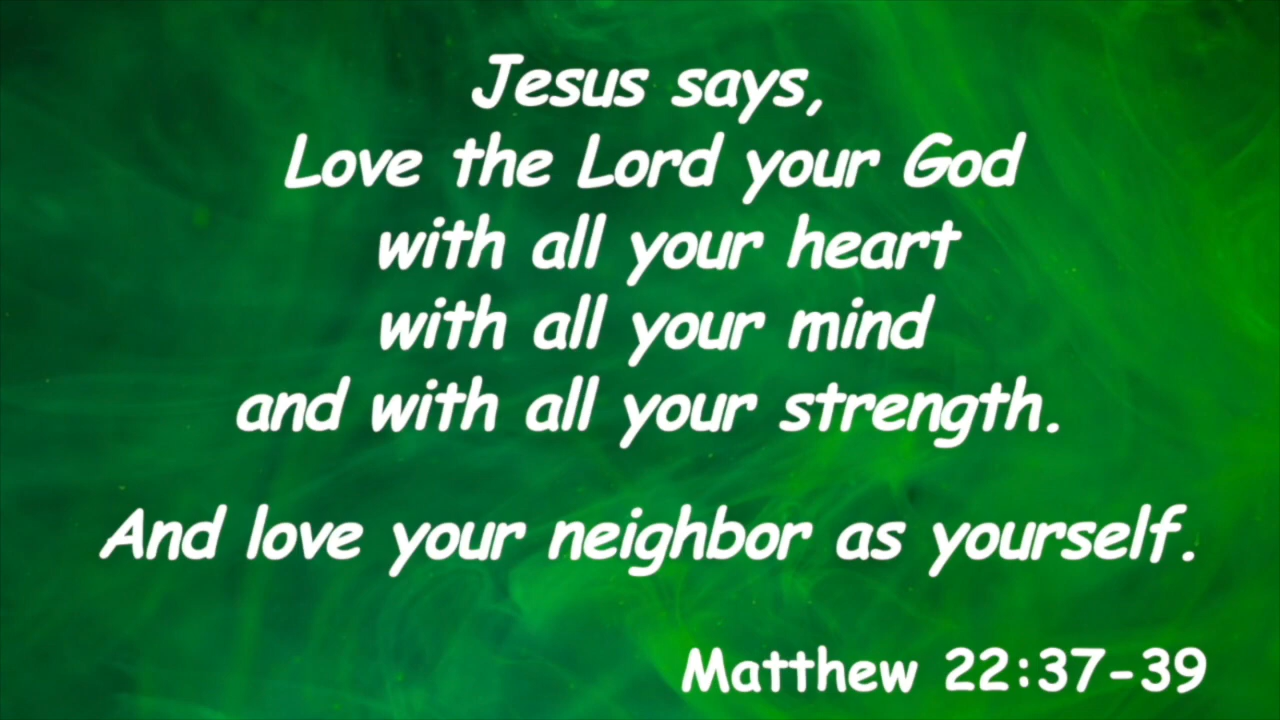 Jesus says,
Love the Lord your God
with all your heart
with all your mind
and with all your strength.
And love your neighbor as yourself.
Matthew 22:37-39